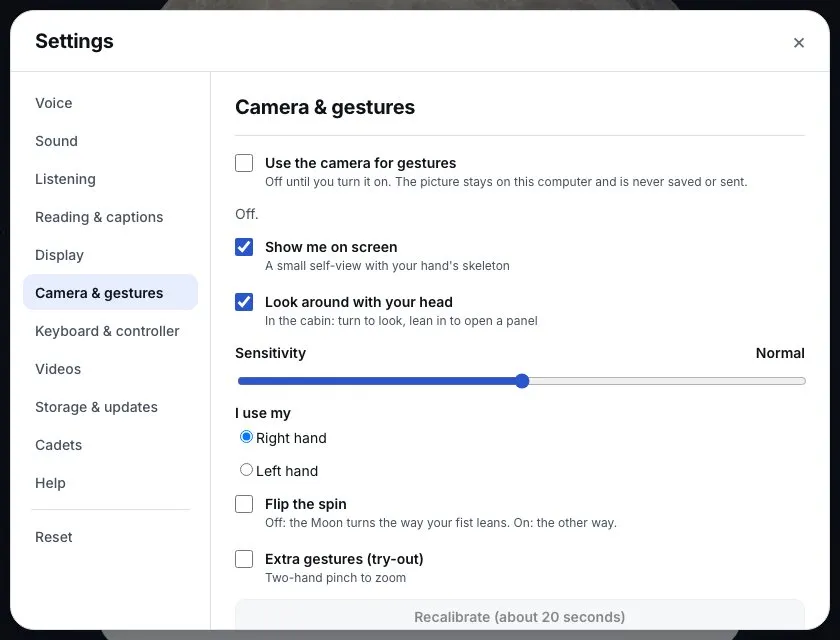 Settings
×
Voice
Sound
Listening
Reading & captions
Display
Camera & gestures
Keyboard & controller
Videos
Storage & updates
Cadets
Help
Reset
Camera & gestures
Use the camera for gestures
Off until you turn it on. The picture stays on this computer and is never saved or sent.
Off.
Show me on screen
A small self-view with your hand's skeleton
Look around with your head
In the cabin: turn to look, lean in to open a panel
Sensitivity Normal
I use my
Right hand
Left hand
Flip the spin
Off: the Moon turns the way your fist leans. On: the other way.
Extra gestures (try-out)
Two-hand pinch to zoom
Recalibrate (about 20 seconds)